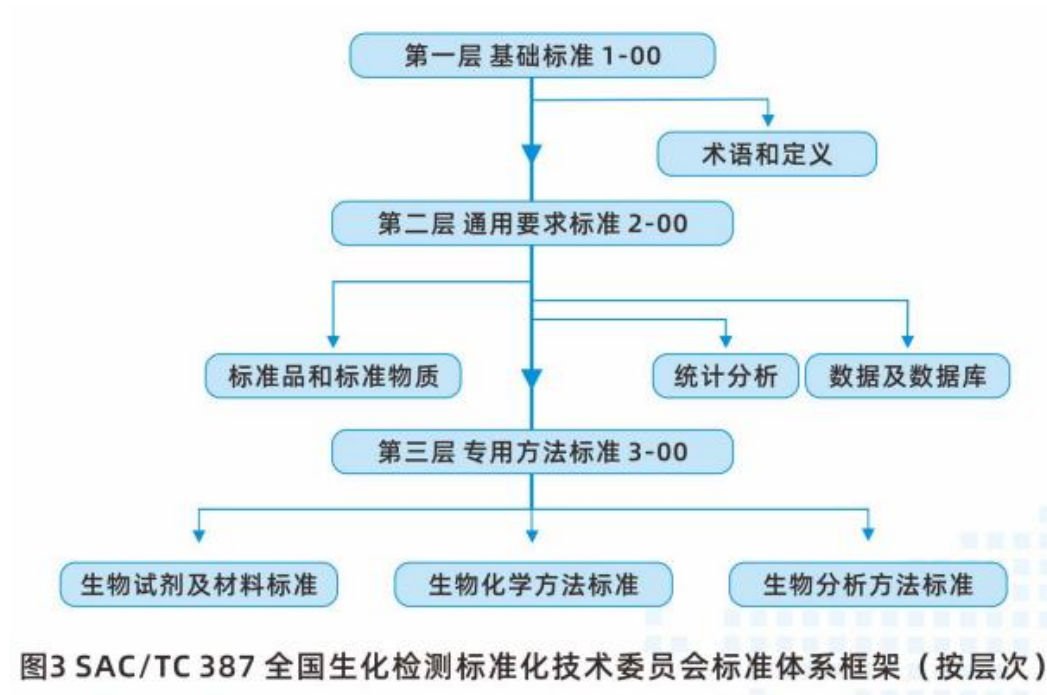 第一层 基础标准 1-00
术语和定义
第二层 通用要求标准 2-00
标准品和标准物质
统计分析
数据及数据库
第三层 专用方法标准 3-00
生物试剂及材料标准
生物化学方法标准
生物分析方法标准
图3 SAC/TC 387 全国生化检测标准化技术委员会标准体系框架（按层次）